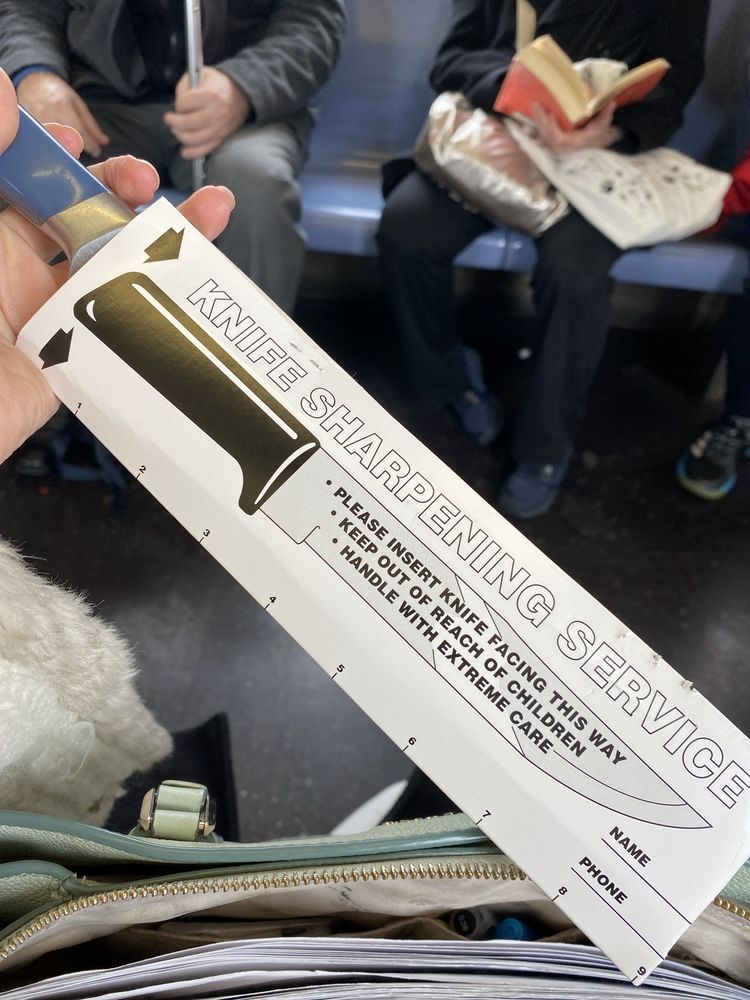 KNIFE SHARPENING SERVICE
• PLEASE INSERT KNIFE FACING THIS WAY
• KEEP OUT OF REACH OF CHILDREN
• HANDLE WITH EXTREME CARE
1
2
3
4
5
6
7
8
9
NAME
PHONE